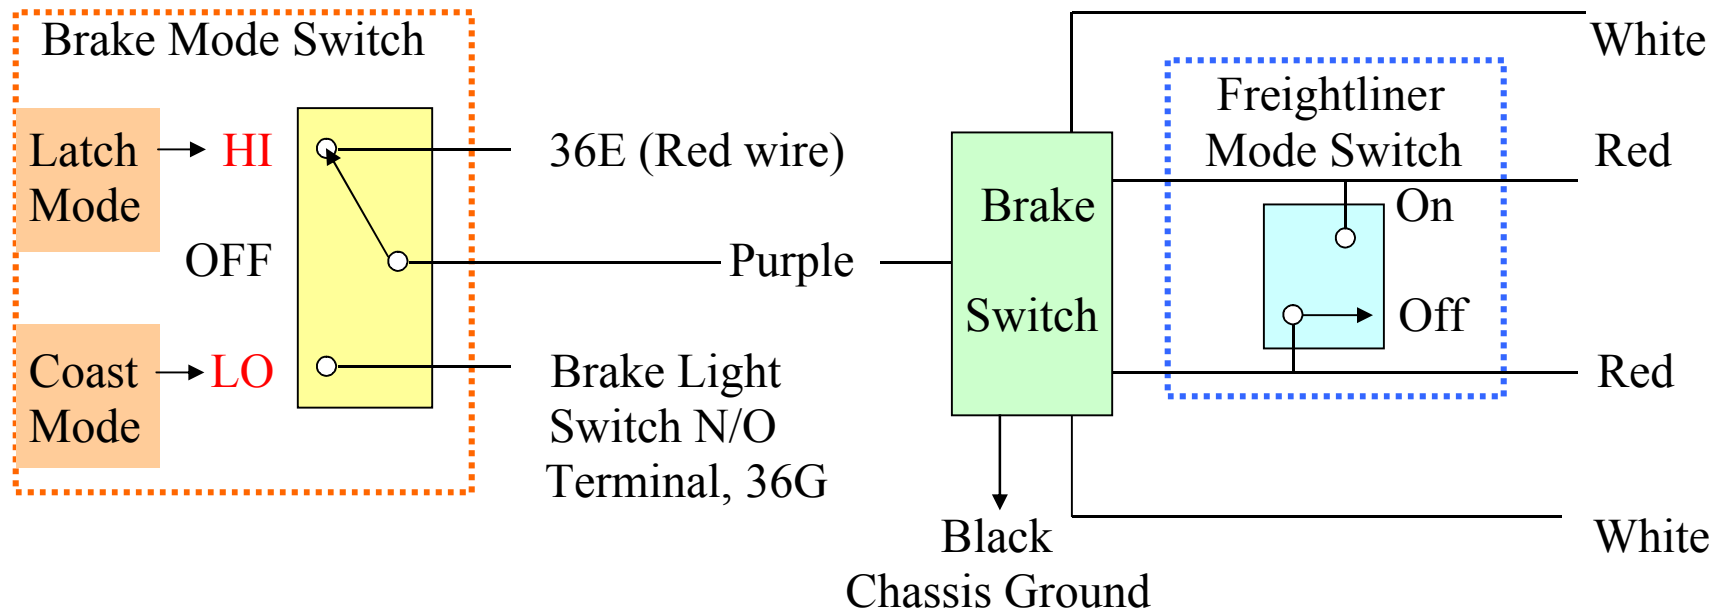 Brake Mode Switch
Latch
Mode
HI
OFF
Coast
Mode
LO
36E (Red wire)
Purple
Brake Light
Switch N/O
Terminal, 36G
Brake
Switch
Black
Chassis Ground
Freightliner
Mode Switch
On
Off
White
Red
Red
White